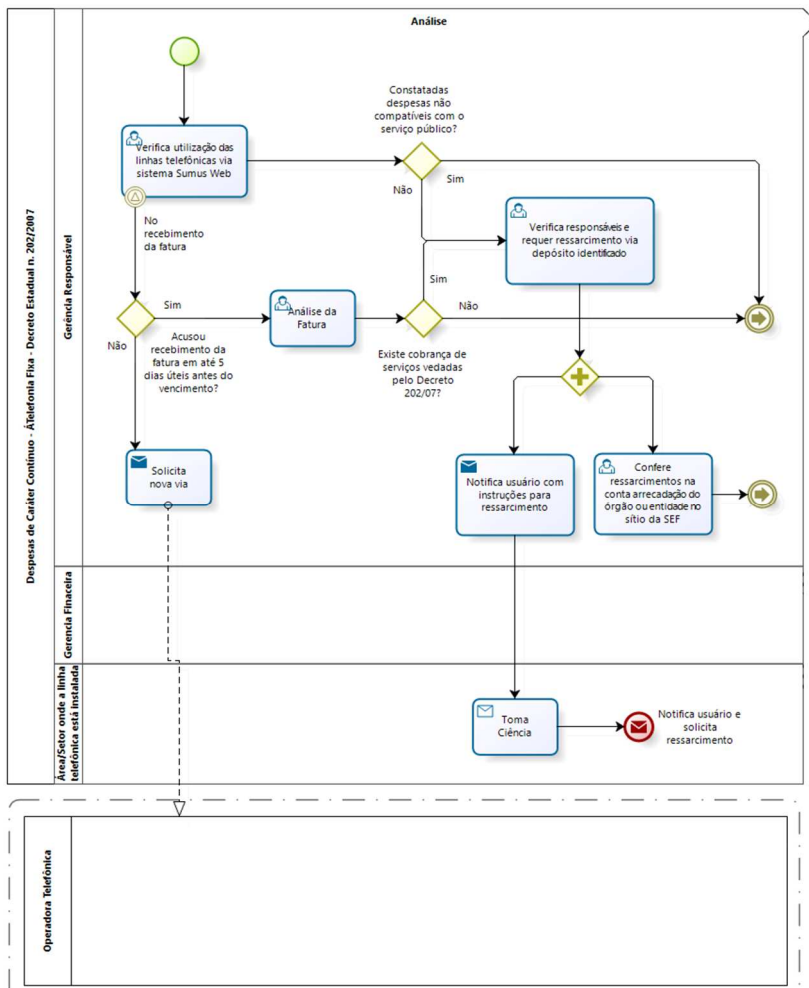 Análise
Despesas de Caráter Contínuo - ÁTelefonia Fixa - Decreto Estadual n. 202/2007
Gerência Responsável
Constatadas
despesas não
compatíveis com o
serviço público?
Verifica utilização das
linhas telefônicas via
sistema Sumus Web
Não
Sim
No
recebimento
da fatura
Verifica responsáveis e
requer ressarcimento via
depósito identificado
Sim
Não
Acusou
recebimento da
fatura em até 5
dias úteis antes do
vencimento?
Análise da
Fatura
Sim
Não
Existe cobrança de
serviços vedadas
pelo Decreto
202/07?
Solicita
nova via
Notifica usuário com
instruções para
ressarcimento
Confere
ressarcimentos na
conta arrecadação do
órgão ou entidade no
sítio da SEF
Gerencia Finaceira
Área/Setor onde a linha
telefônica está instalada
Toma
Ciência
Notifica usuário e
solicita
ressarcimento
Operadora Telefônica